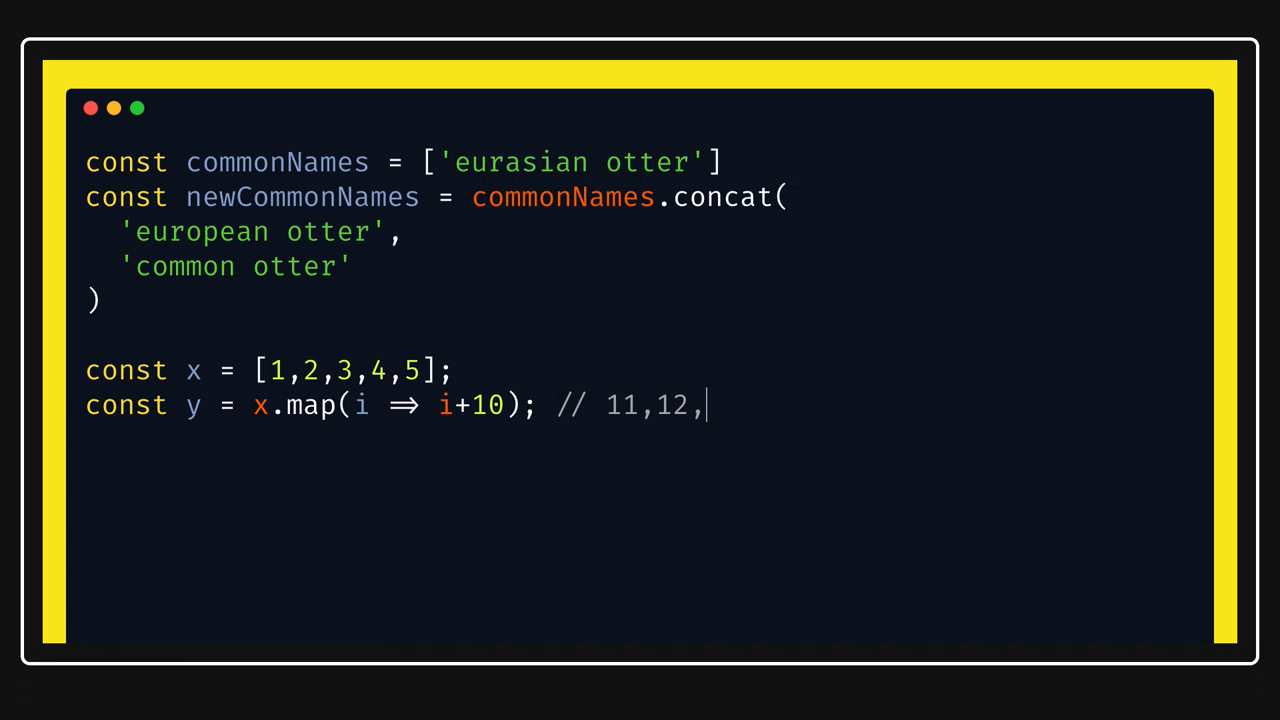 const commonNames = ['eurasian otter']
const newCommonNames = commonNames.concat(
  'european otter',
  'common otter'
)
const x = [1,2,3,4,5];
const y = x.map(i => i+10); // 11,12,